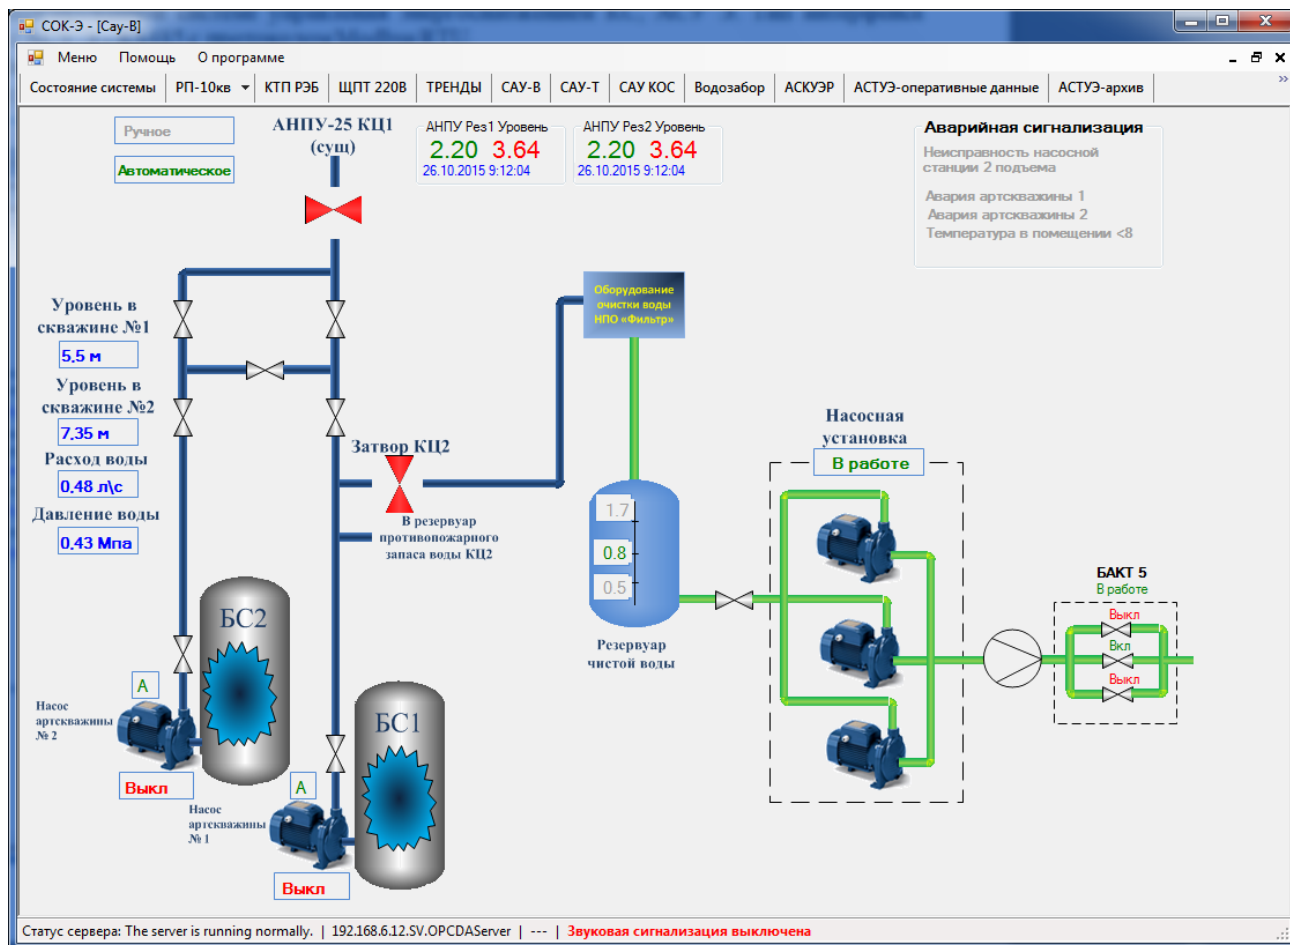 СОК-Э - [Сау-В]
Меню Помощь О программе
Состояние системы РП-10кв КТП РЭБ ЩПТ 220В ТРЕНДЫ САУ-В САУ-Т САУ КОС Водозабор АСКУЭР АСТУЭ-оперативные данные АСТУЭ-архив
Ручное
Автоматическое
АНПУ-25 КЦ1
(сущ)
АНПУ Рез1 Уровень
2.20 3.64
26.10.2015 9:12:04
АНПУ Рез2 Уровень
2.20 3.64
26.10.2015 9:12:04
Аварийная сигнализация
Неисправность насосной
станции 2 подъема
Авария артскважины 1
Авария артскважины 2
Температура в помещении <8
Оборудование
очистки воды
НПО «Фильтр»
Уровень в
скважине №1
5,5 м
Уровень в
скважине №2
7,35 м
Расход воды
0,48 л\с
Давление воды
0,43 Мпа
Затвор КЦ2
В резервуар
противопожарного
запаса воды КЦ2
Насосная
установка
В работе
1.7
0.8
0.5
Резервуар
чистой воды
БАКТ 5
В работе
Выкл
Вкл
Выкл
БС2
А
Насос
артскважины
№ 2
Выкл
БС1
А
Насос
артскважины
№ 1
Выкл
Статус сервера: The server is running normally. | 192.168.6.12.SV.OPCDAServer | --- | Звуковая сигнализация выключена